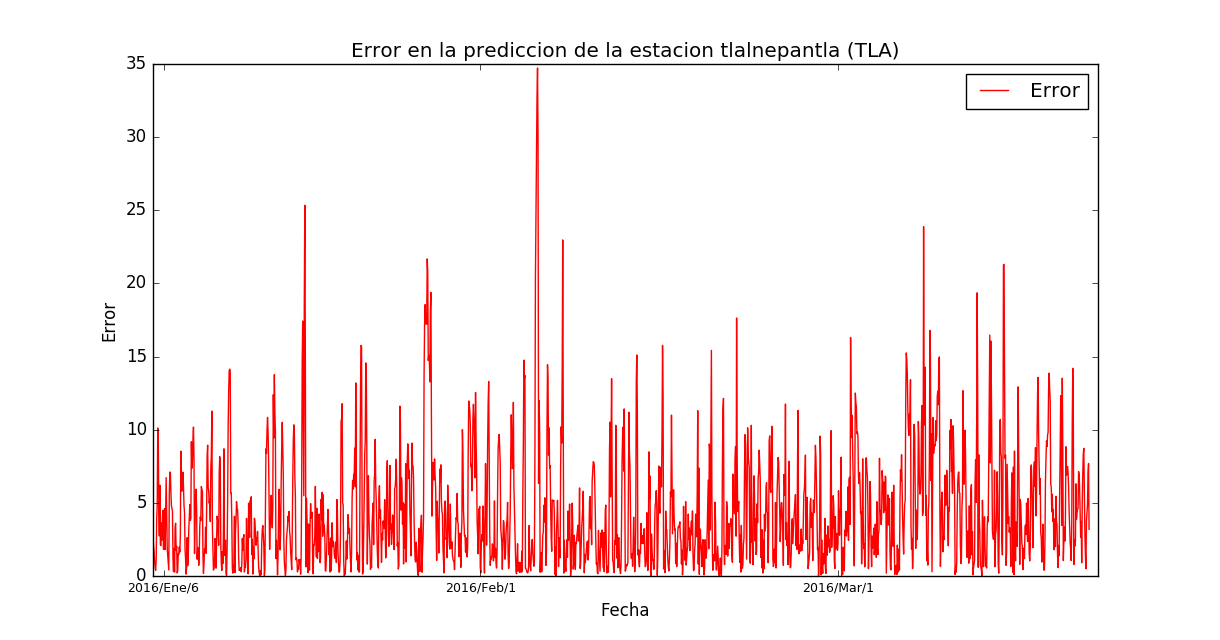 Error en la prediccion de la estacion tlalnepantla (TLA)
35
30
25
20
15
10
5
0
Error
Error
2016/Ene/6
2016/Feb/1
2016/Mar/1
Fecha